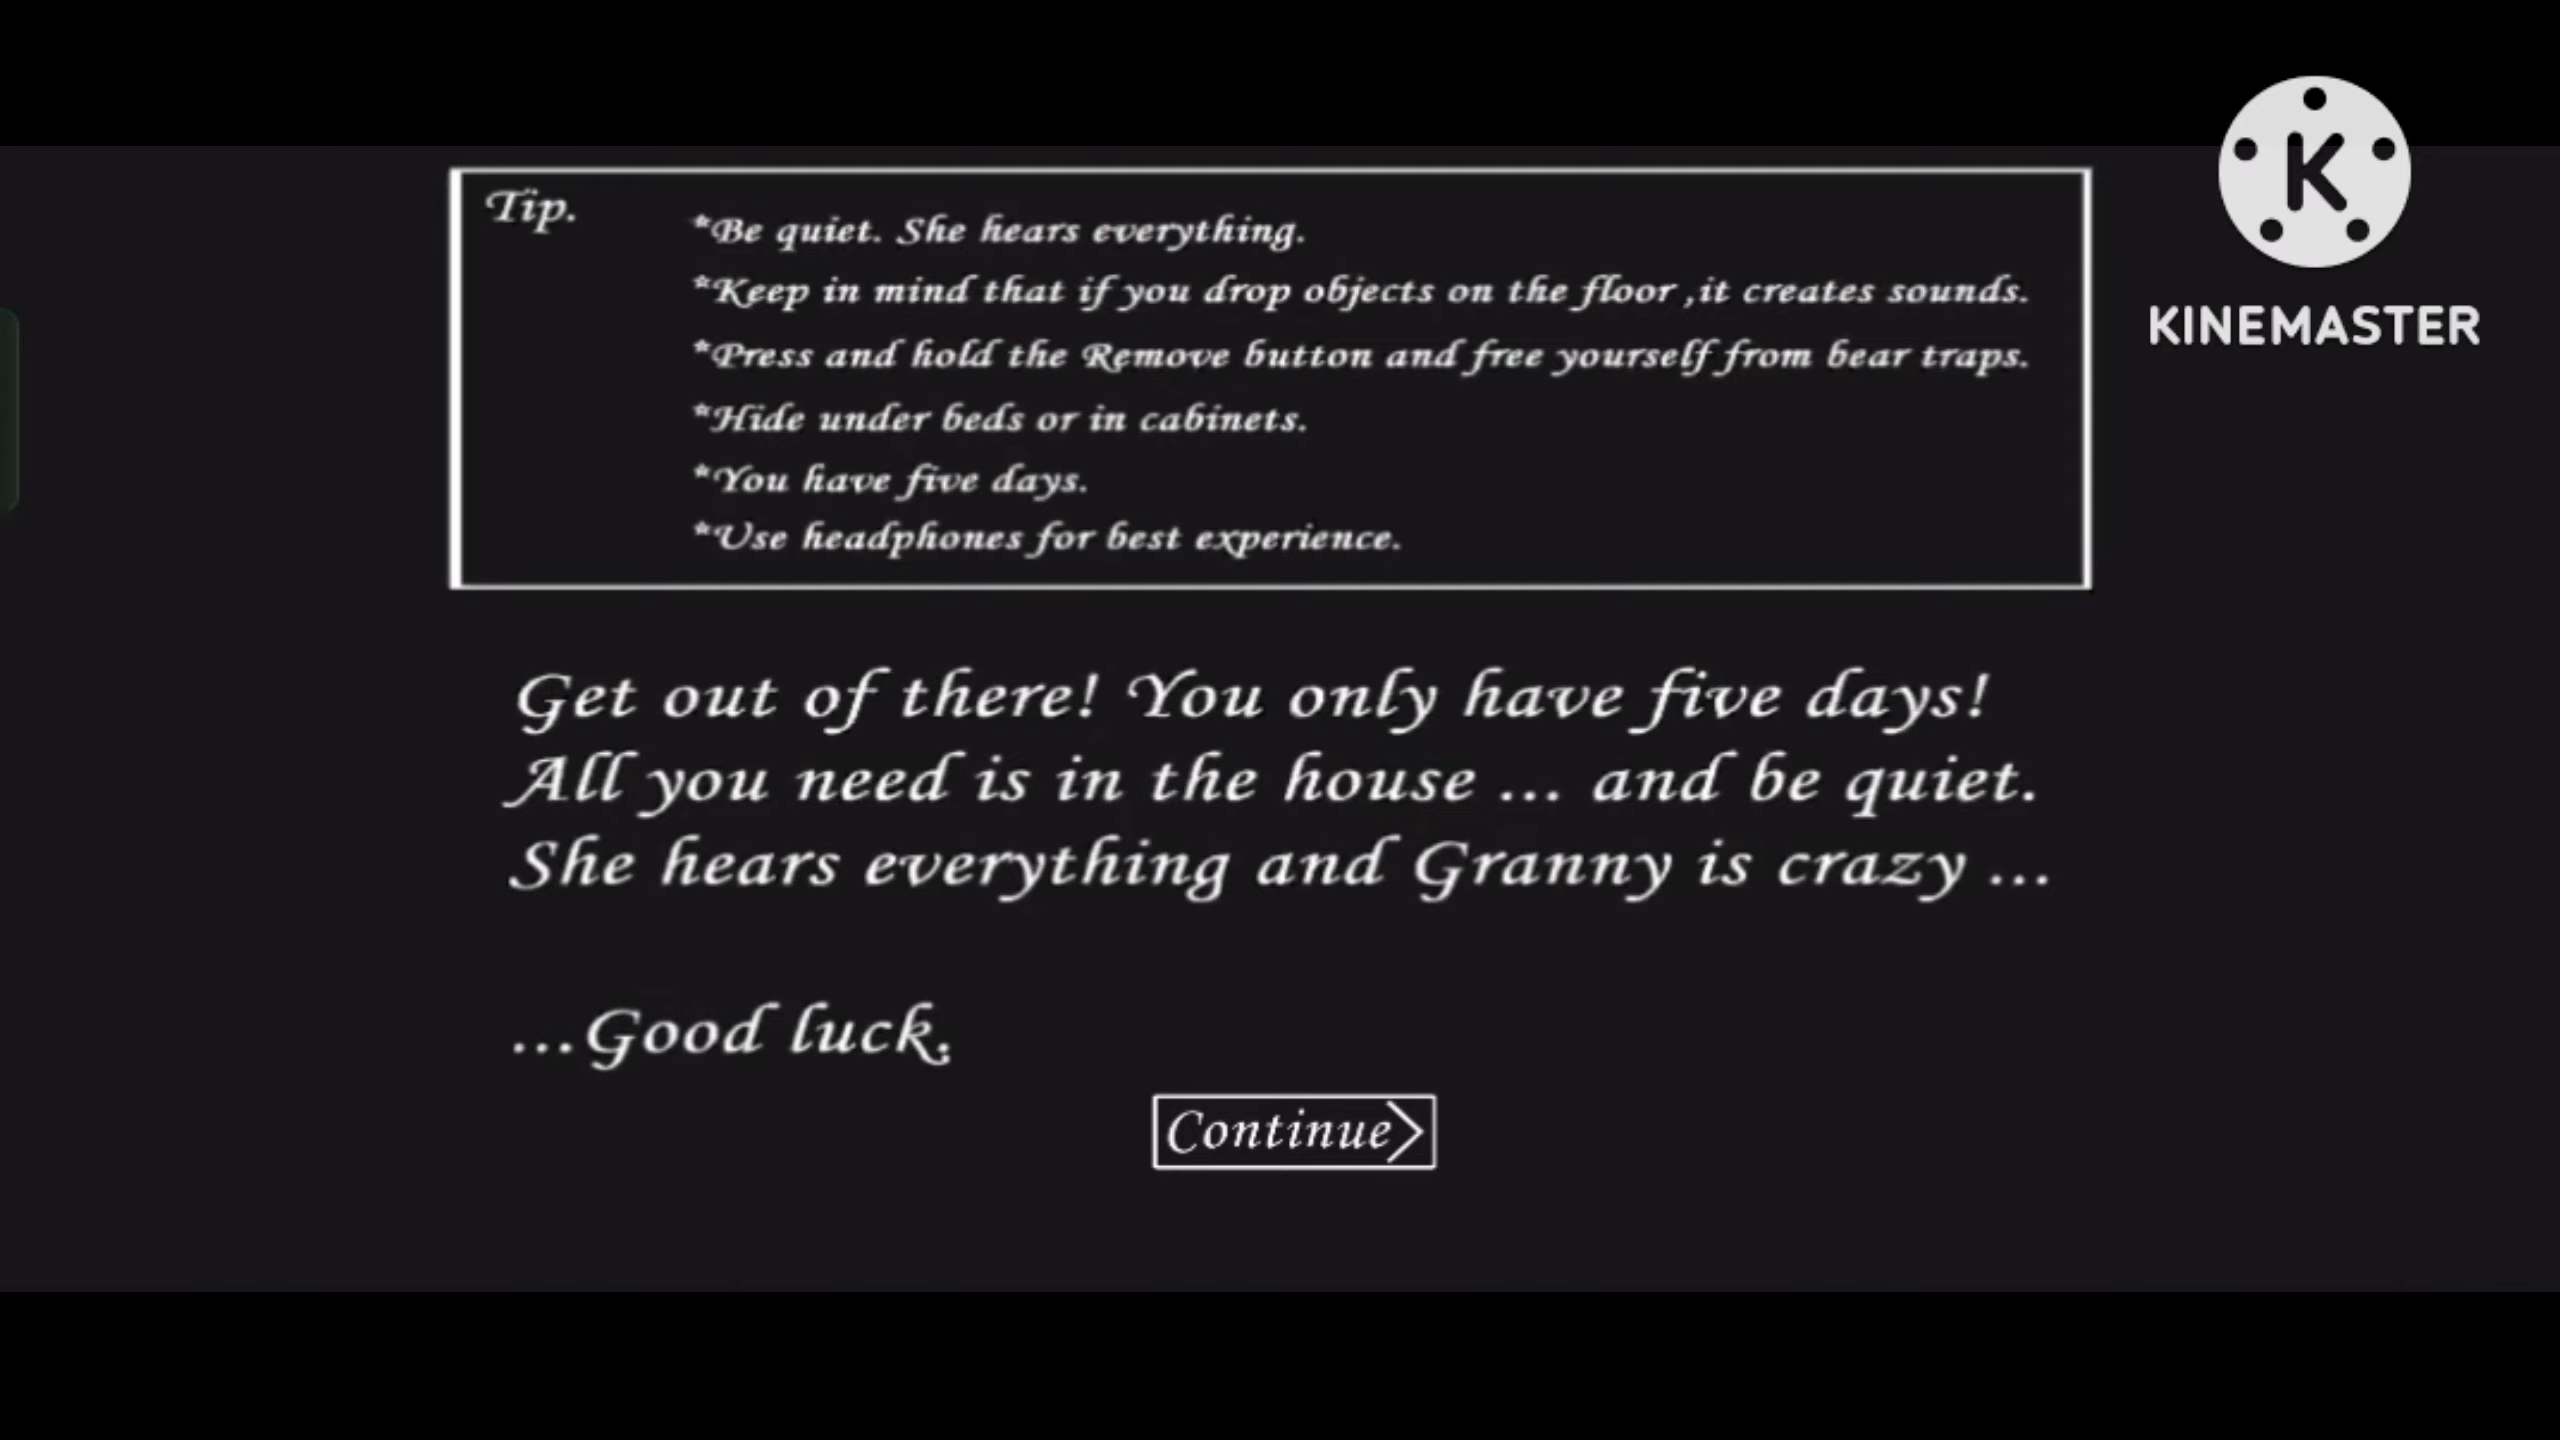 Tip.
*Be quiet. She hears everything.
*Keep in mind that if you drop objects on the floor ,it creates sounds.
*Press and hold the Remove button and free yourself from bear traps.
*Hide under beds or in cabinets.
*You have five days.
*Use headphones for best experience.
K
KINEMASTER
Get out of there! You only have five days!
All you need is in the house ... and be quiet.
She hears everything and Granny is crazy ...
...Good luck.
Continue>